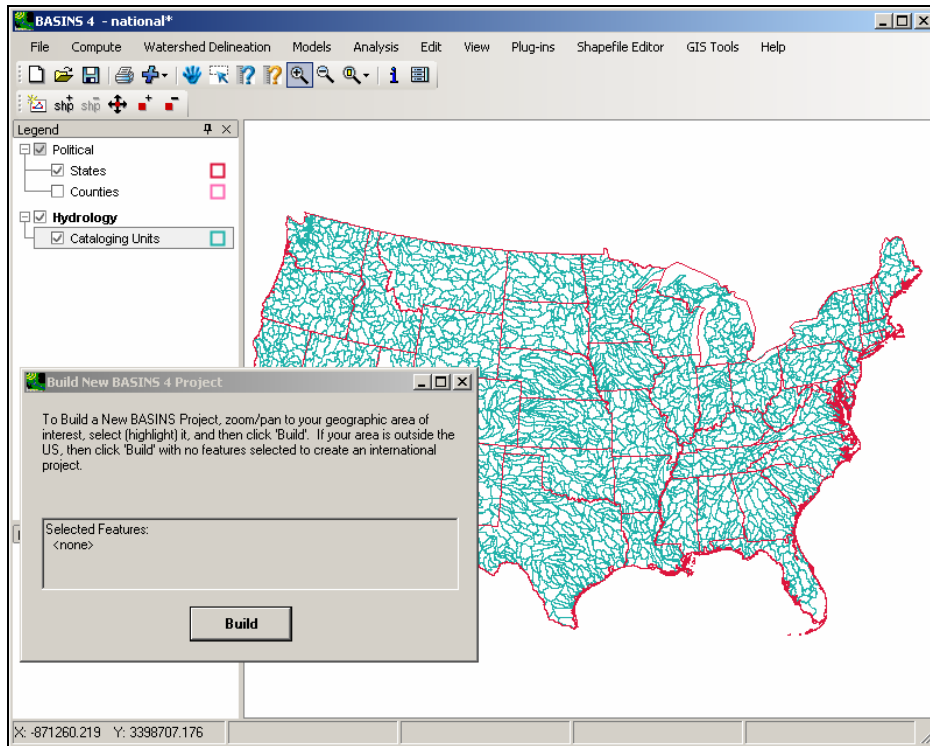 BASINS 4 - national*
File Compute Watershed Delineation Models Analysis Edit View Plug-ins Shapefile Editor GIS Tools Help
shp shp
Legend
Political
States
Counties
Hydrology
Cataloging Units
Build New BASINS 4 Project
To Build a New BASINS Project, zoom/pan to your geographic area of
interest, select (highlight) it, and then click 'Build'. If your area is outside the
US, then click 'Build' with no features selected to create an international
project.
Selected Features:
<none>
Build
X: -871260.219 Y: 3398707.176